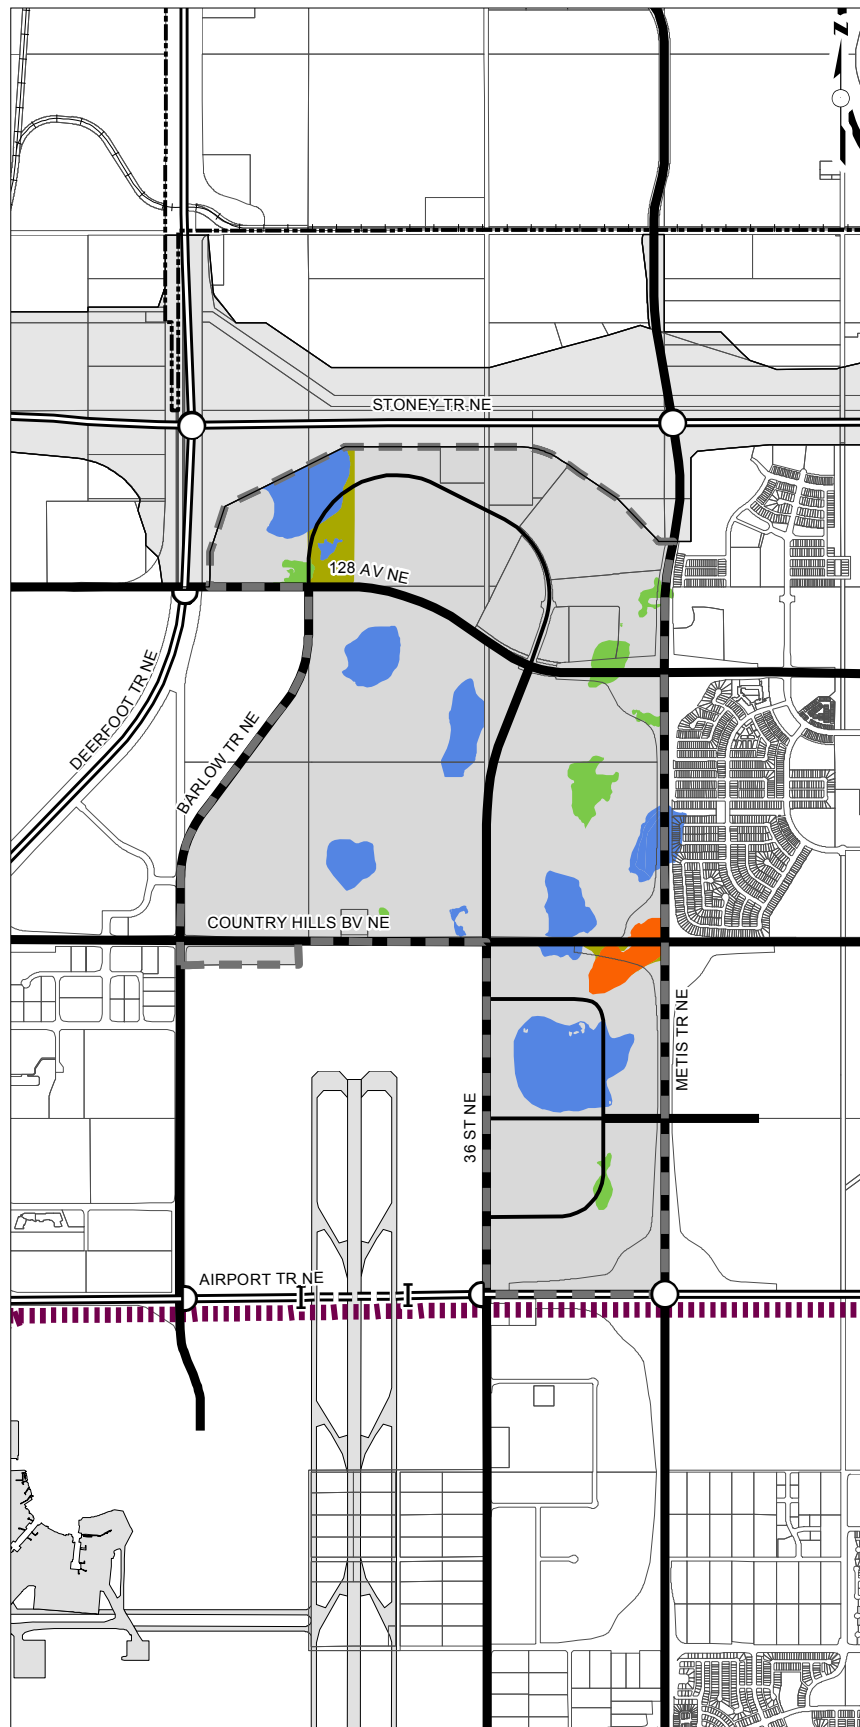 N
STONEY TR NE
128 AV NE
DEERFOOT TR NE
BARLOW TR NE
COUNTRY HILLS BV NE
METIS TR NE
36 ST NE
AIRPORT TR NE